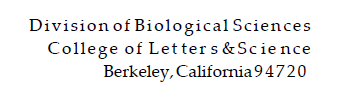 Division of Biological Sciences
College of Letters & Science
Berkeley, California 94720